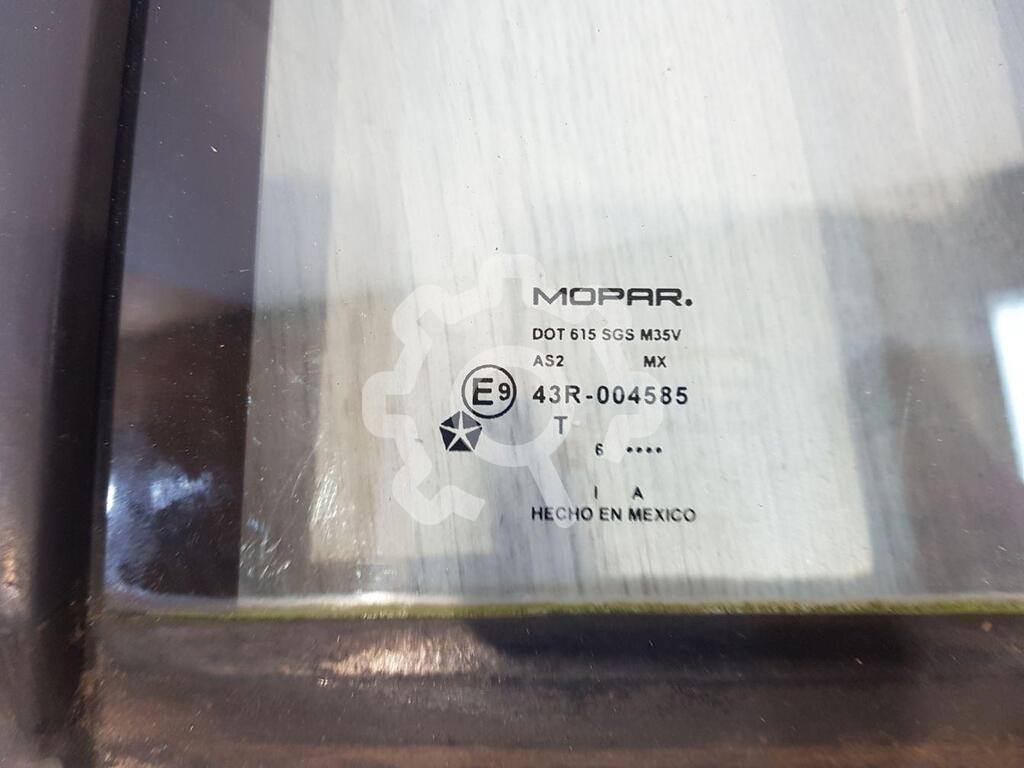 MOPAR.
DOT 615 SGS M35V
AS2 MX
E9 43R-004585
T
6 ••••
I A
HECHO EN MEXICO